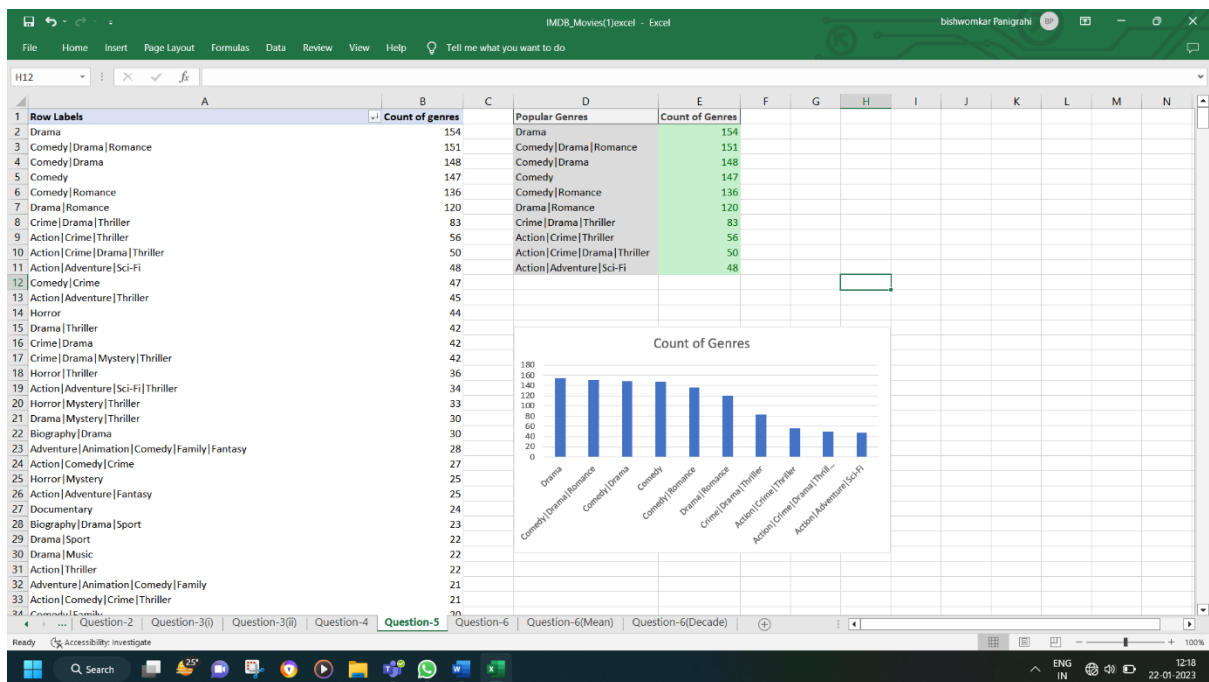 IMDB_Movies(1)excel - Excel
bishwomkar Panigrahi BP
File Home Insert Page Layout Formulas Data Review View Help Tell me what you want to do
H12 fx
A B C D E F G H I J K L M N
1 Row Labels Count of genres Popular Genres Count of Genres
2 Drama 154 Drama 154
3 Comedy|Drama|Romance 151 Comedy|Drama|Romance 151
4 Comedy|Drama 148 Comedy|Drama 148
5 Comedy 147 Comedy 147
6 Comedy|Romance 136 Comedy|Romance 136
7 Drama|Romance 120 Drama|Romance 120
8 Crime|Drama|Thriller 83 Crime|Drama|Thriller 83
9 Action|Crime|Thriller 56 Action|Crime|Thriller 56
10 Action|Crime|Drama|Thriller 50 Action|Crime|Drama|Thriller 50
11 Action|Adventure|Sci-Fi 48 Action|Adventure|Sci-Fi 48
12 Comedy|Crime 47
13 Action|Adventure|Thriller 45
14 Horror 44
15 Drama|Thriller 42
16 Crime|Drama 42
17 Crime|Drama|Mystery|Thriller 42
18 Horror|Thriller 36
19 Action|Adventure|Sci-Fi|Thriller 34
20 Horror|Mystery|Thriller 33
21 Drama|Mystery|Thriller 30
22 Biography|Drama 30
23 Adventure|Animation|Comedy|Family|Fantasy 28
24 Action|Comedy|Crime 27
25 Horror|Mystery 25
26 Action|Adventure|Fantasy 25
27 Documentary 24
28 Biography|Drama|Sport 23
29 Drama|Sport 22
30 Drama|Music 22
31 Action|Thriller 22
32 Adventure|Animation|Comedy|Family 21
33 Action|Comedy|Crime|Thriller 21
34 Comedy|Family 20
Count of Genres
180
160
140
120
100
80
60
40
20
0
Drama
Comedy|Drama|Romance
Comedy|Drama
Comedy
Comedy|Romance
Drama|Romance
Crime|Drama|Thriller
Action|Crime|Thriller
Action|Crime|Drama|Thrill...
Action|Adventure|Sci-Fi
... Question-2 Question-3(i) Question-3(ii) Question-4 Question-5 Question-6 Question-6(Mean) Question-6(Decade)
Ready Accessibility: Investigate 100%
Search 25° ENG 12:18
IN 22-01-2023